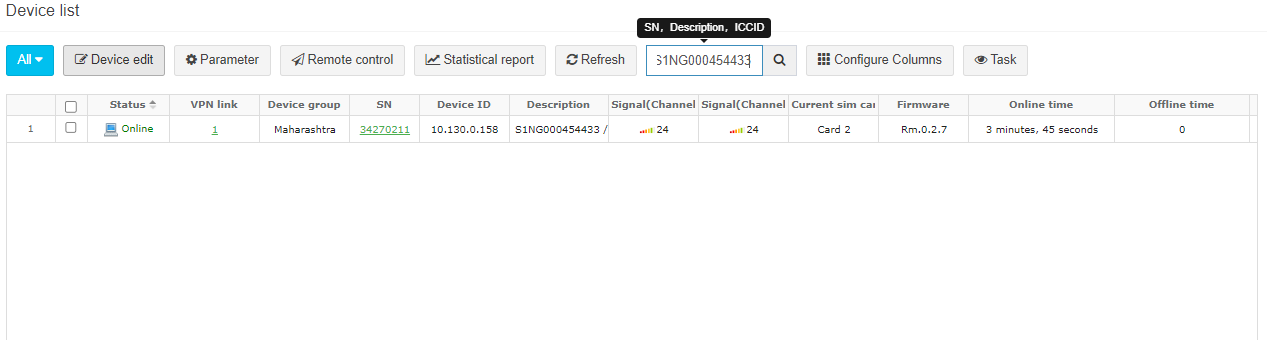 Device list
SN, Description, ICCID
All Device edit Parameter Remote control Statistical report Refresh S1NG000454433 Configure Columns Task
Status VPN link Device group SN Device ID Description Signal(Channel Signal(Channel Current sim car Firmware Online time Offline time
1 Online 1 Maharashtra 34270211 10.130.0.158 S1NG000454433 / 24 24 Card 2 Rm.0.2.7 3 minutes, 45 seconds 0